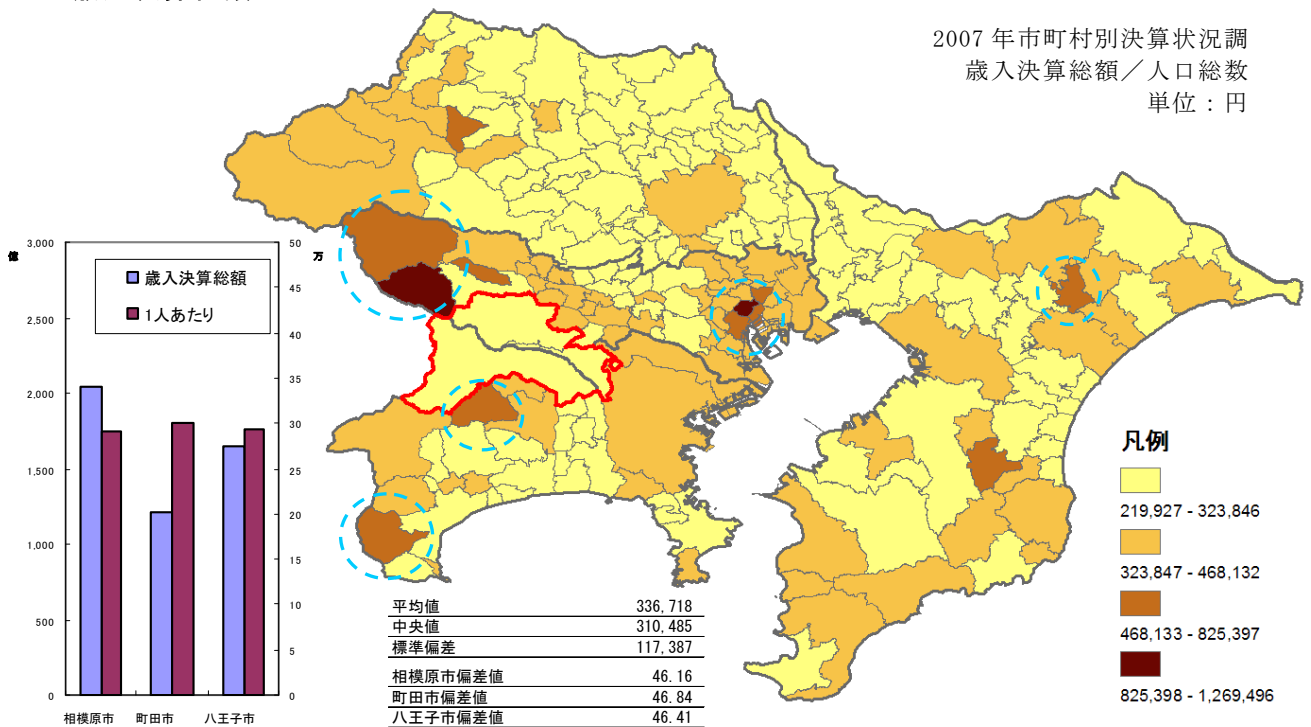 2007年市町村別決算状況調
歳入決算総額／人口総数
単位：円
億
万
歳入決算総額
1人あたり
3,000
2,500
2,000
1,500
1,000
500
0
50
45
40
35
30
25
20
15
10
5
0
相模原市 町田市 八王子市
平均値 336,718
中央値 310,485
標準偏差 117,387
相模原市偏差値 46.16
町田市偏差値 46.84
八王子市偏差値 46.41
凡例
219,927 - 323,846
323,847 - 468,132
468,133 - 825,397
825,398 - 1,269,496